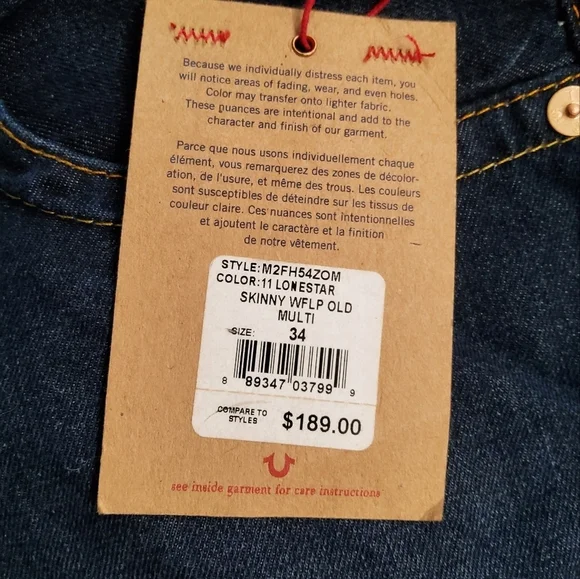 Because we individually distress each item, you
will notice areas of fading, wear, and even holes.
Color may transfer onto lighter fabric.
These nuances are intentional and add to the
character and finish of our garment.
Parce que nous usons individuellement chaque
élément, vous remarquerez des zones de décolor-
ation, de l'usure, et même des trous. Les couleurs
sont susceptibles de déteindre sur les tissus de
couleur claire. Ces nuances sont intentionnelles
et ajoutent le caractère et la finition
de notre vêtement.
STYLE:M2FH54ZOM
COLOR:11 LONESTAR
SKINNY WFLP OLD
MULTI
SIZE: 34
8 89347 03799 9
COMPARE TO
STYLES $189.00
see inside garment for care instructions